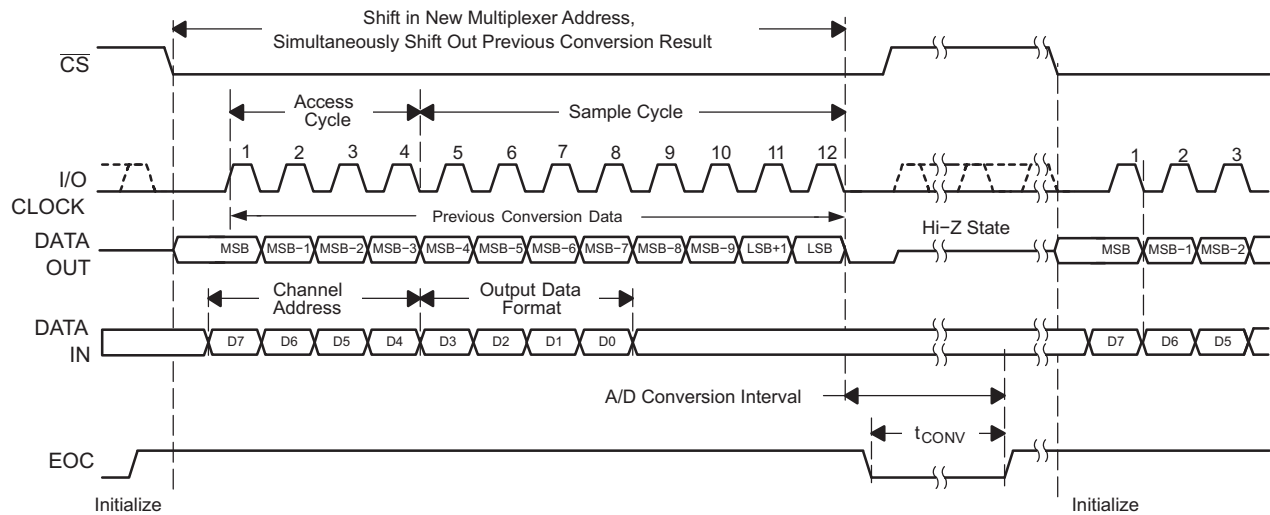 Shift in New Multiplexer Address,
Simultaneously Shift Out Previous Conversion Result
CS
Access
Cycle
Sample Cycle
1 2 3 4 5 6 7 8 9 10 11 12 1 2 3
I/O
CLOCK
Previous Conversion Data
DATA
OUT
MSB MSB−1 MSB−2 MSB−3 MSB−4 MSB−5 MSB−6 MSB−7 MSB−8 MSB−9 LSB+1 LSB
Hi−Z State
MSB MSB−1 MSB−2
Channel
Address
Output Data
Format
DATA
IN
D7 D6 D5 D4 D3 D2 D1 D0 D7 D6 D5
A/D Conversion Interval
tCONV
EOC
Initialize Initialize